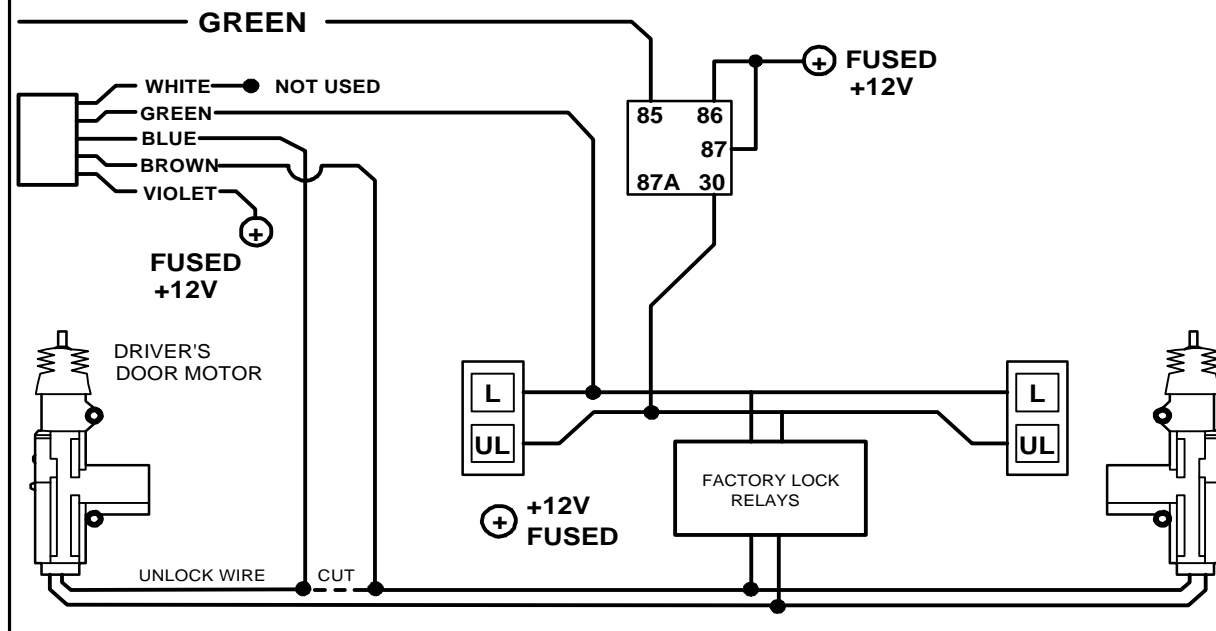 GREEN
WHITE
NOT USED
GREEN
BLUE
BROWN
VIOLET
+
FUSED
+12V
85 86
87
87A 30
+
FUSED
+12V
DRIVER'S
DOOR MOTOR
L
UL
L
UL
FACTORY LOCK
RELAYS
+
+12V
FUSED
UNLOCK WIRE
CUT